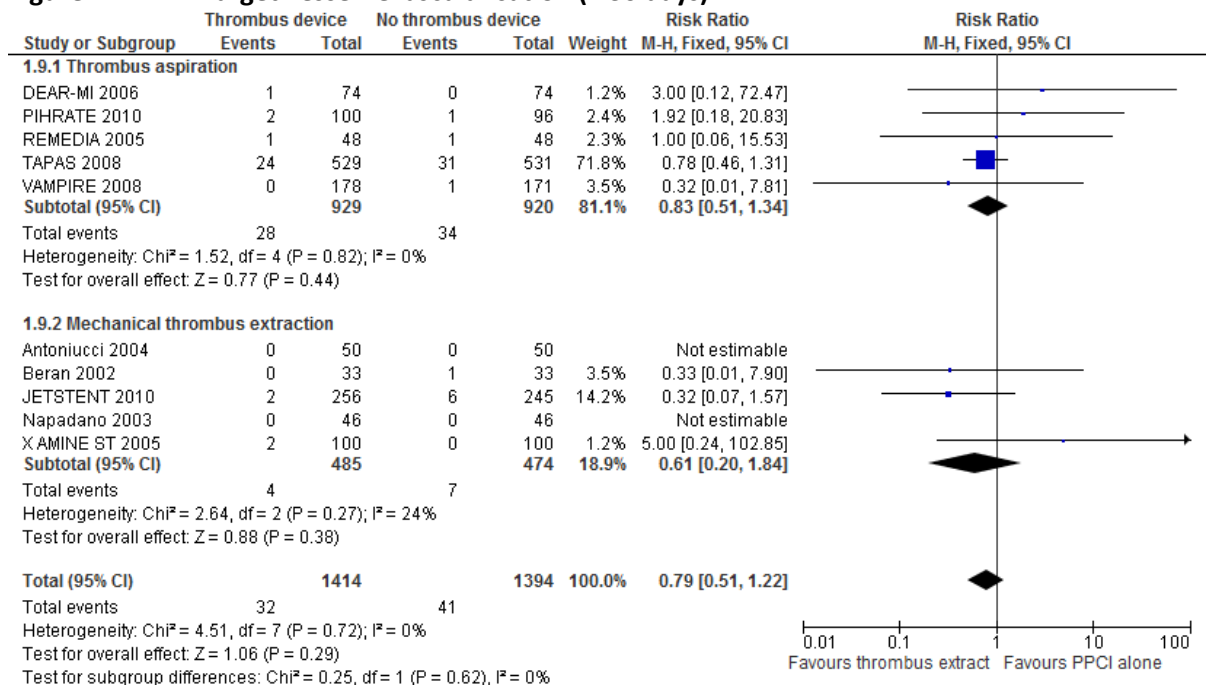 Thrombus device No thrombus device Risk Ratio Risk Ratio
Study or Subgroup Events Total Events Total Weight M-H, Fixed, 95% CI M-H, Fixed, 95% CI
1.9.1 Thrombus aspiration
DEAR-MI 2006 1 74 0 74 1.2% 3.00 [0.12, 72.47]
PIHRATE 2010 2 100 1 96 2.4% 1.92 [0.18, 20.83]
REMEDIA 2005 1 48 1 48 2.3% 1.00 [0.06, 15.53]
TAPAS 2008 24 529 31 531 71.8% 0.78 [0.46, 1.31]
VAMPIRE 2008 0 178 1 171 3.5% 0.32 [0.01, 7.81]
Subtotal (95% CI) 929 920 81.1% 0.83 [0.51, 1.34]
Total events 28 34
Heterogeneity: Chi² = 1.52, df = 4 (P = 0.82); I² = 0%
Test for overall effect: Z = 0.77 (P = 0.44)
1.9.2 Mechanical thrombus extraction
Antoniucci 2004 0 50 0 50 Not estimable
Beran 2002 0 33 1 33 3.5% 0.33 [0.01, 7.90]
JETSTENT 2010 2 256 6 245 14.2% 0.32 [0.07, 1.57]
Napadano 2003 0 46 0 46 Not estimable
X AMINE ST 2005 2 100 0 100 1.2% 5.00 [0.24, 102.85]
Subtotal (95% CI) 485 474 18.9% 0.61 [0.20, 1.84]
Total events 4 7
Heterogeneity: Chi² = 2.64, df = 2 (P = 0.27); I² = 24%
Test for overall effect: Z = 0.88 (P = 0.38)
Total (95% CI) 1414 1394 100.0% 0.79 [0.51, 1.22]
Total events 32 41
Heterogeneity: Chi² = 4.51, df = 7 (P = 0.72); I² = 0%
Test for overall effect: Z = 1.06 (P = 0.29)
Test for subgroup differences: Chi² = 0.25, df = 1 (P = 0.62), I² = 0%
0.01 0.1 1 10 100
Favours thrombus extract Favours PPCI alone